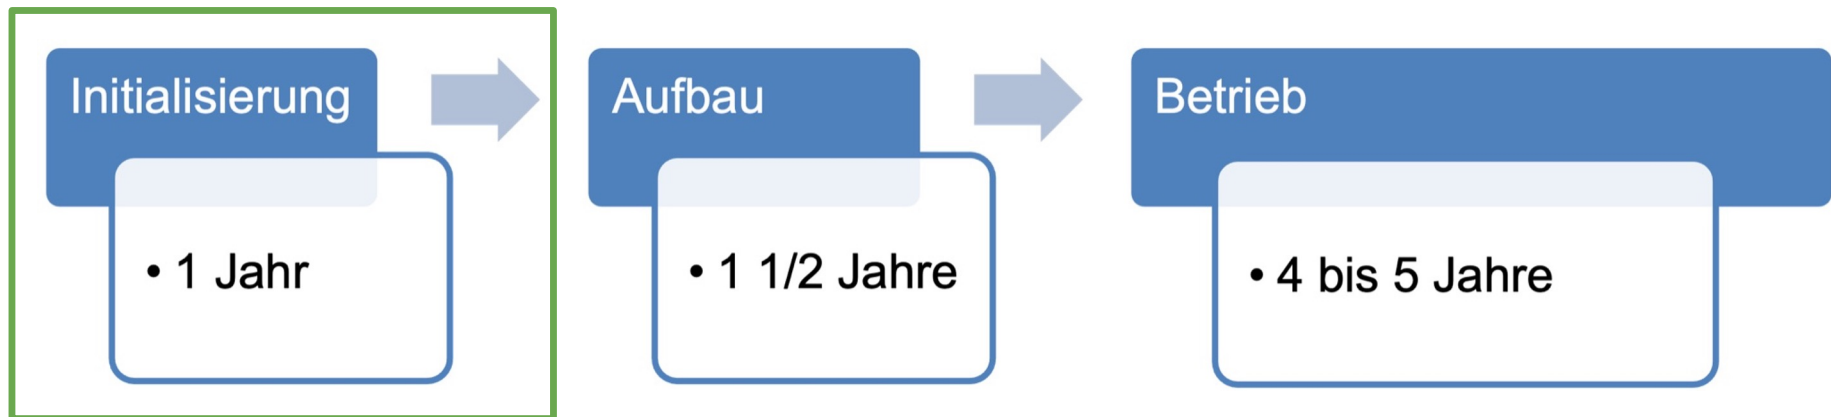 Initialisierung
• 1 Jahr
Aufbau
• 1 1/2 Jahre
Betrieb
• 4 bis 5 Jahre